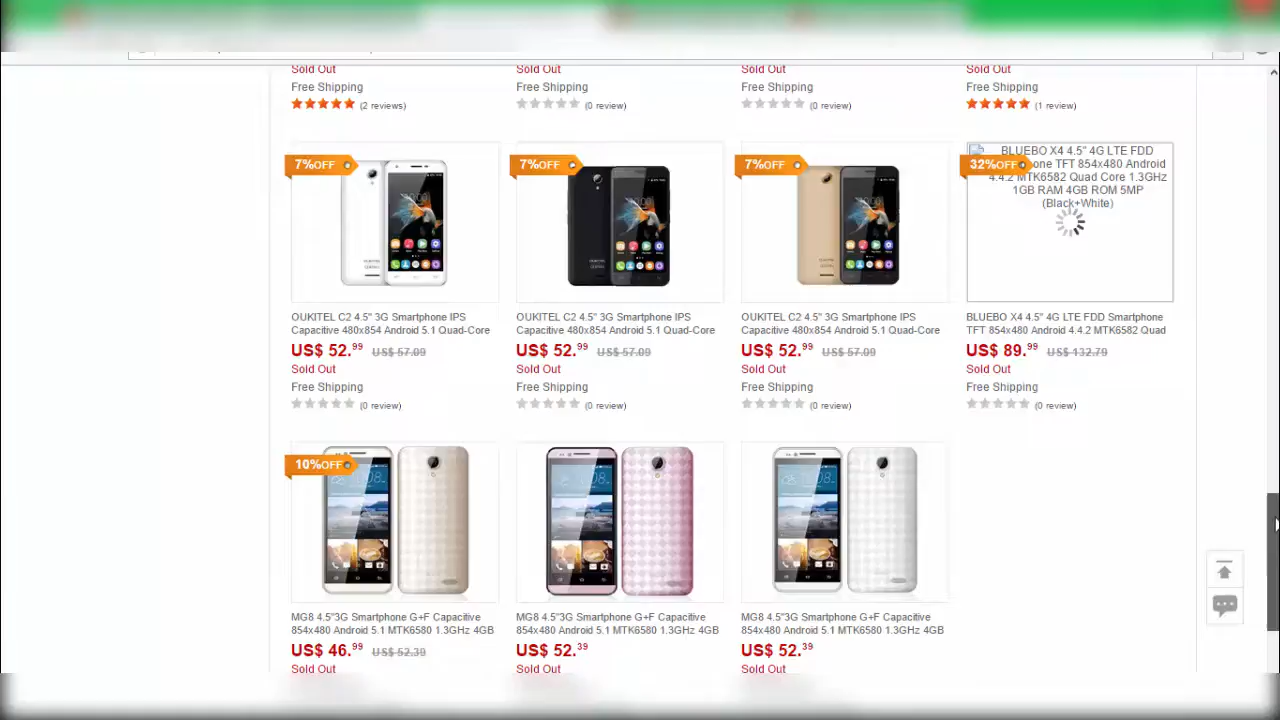 Sold Out Sold Out Sold Out Sold Out
Free Shipping Free Shipping Free Shipping Free Shipping
(2 reviews) (0 review) (0 review) (1 review)
7%OFF 7%OFF 7%OFF 32%OFF
BLUEBO X4 4.5" 4G LTE FDD
TFT 854x480 Android
4.4.2 MTK6582 Quad Core 1.3GHz
1GB RAM 4GB ROM 5MP
(Black+White)
OUKITEL C2 4.5" 3G Smartphone IPS OUKITEL C2 4.5" 3G Smartphone IPS OUKITEL C2 4.5" 3G Smartphone IPS BLUEBO X4 4.5" 4G LTE FDD Smartphone
Capacitive 480x854 Android 5.1 Quad-Core Capacitive 480x854 Android 5.1 Quad-Core Capacitive 480x854 Android 5.1 Quad-Core TFT 854x480 Android 4.4.2 MTK6582 Quad
US$ 52.99 US$ 57.09 US$ 52.99 US$ 57.09 US$ 52.99 US$ 57.09 US$ 89.99 US$ 132.79
Sold Out Sold Out Sold Out Sold Out
Free Shipping Free Shipping Free Shipping Free Shipping
(0 review) (0 review) (0 review) (0 review)
10%OFF
MG8 4.5"3G Smartphone G+F Capacitive MG8 4.5"3G Smartphone G+F Capacitive MG8 4.5"3G Smartphone G+F Capacitive
854x480 Android 5.1 MTK6580 1.3GHz 4GB 854x480 Android 5.1 MTK6580 1.3GHz 4GB 854x480 Android 5.1 MTK6580 1.3GHz 4GB
US$ 46.99 US$ 52.39 US$ 52.39 US$ 52.39
Sold Out Sold Out Sold Out